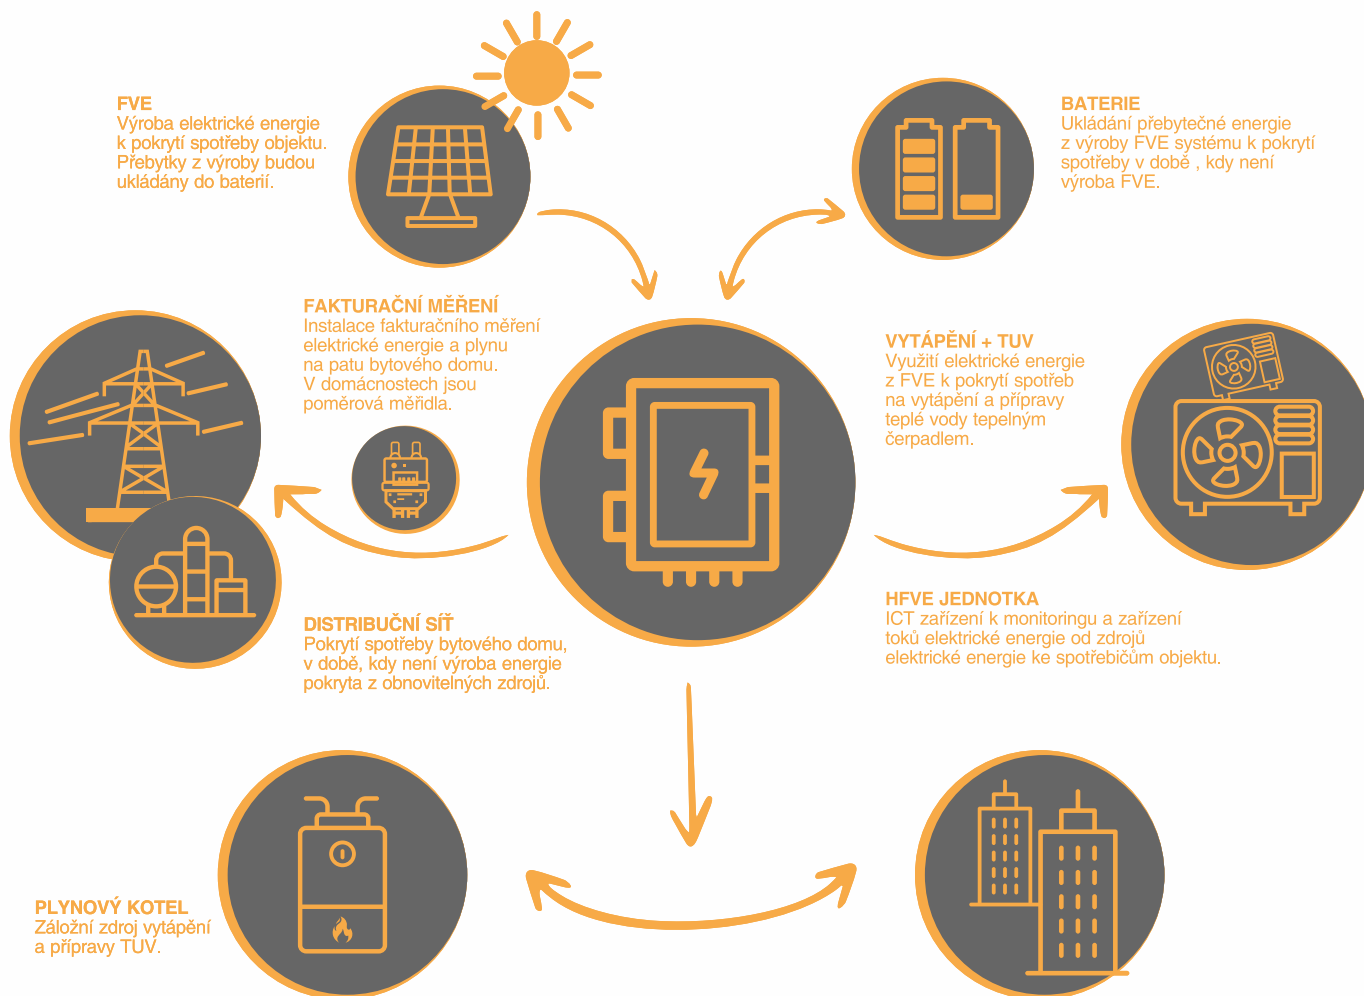 FVE
Výroba elektrické energie
k pokrytí spotřeby objektu.
Přebytky z výroby budou
ukládány do baterií.
BATERIE
Ukládání přebytečné energie
z výroby FVE systému k pokrytí
spotřeby v době , kdy není
výroba FVE.
FAKTURAČNÍ MĚŘENÍ
Instalace fakturačního měření
elektrické energie a plynu
na patu bytového domu.
V domácnostech jsou
poměrová měřidla.
VYTÁPĚNÍ + TUV
Využití elektrické energie
z FVE k pokrytí spotřeb
na vytápění a přípravy
teplé vody tepelným
čerpadlem.
DISTRIBUČNÍ SÍŤ
Pokrytí spotřeby bytového domu,
v době, kdy není výroba energie
pokryta z obnovitelných zdrojů.
HFVE JEDNOTKA
ICT zařízení k monitoringu a zařízení
toků elektrické energie od zdrojů
elektrické energie ke spotřebičům objektu.
PLYNOVÝ KOTEL
Záložní zdroj vytápění
a přípravy TUV.